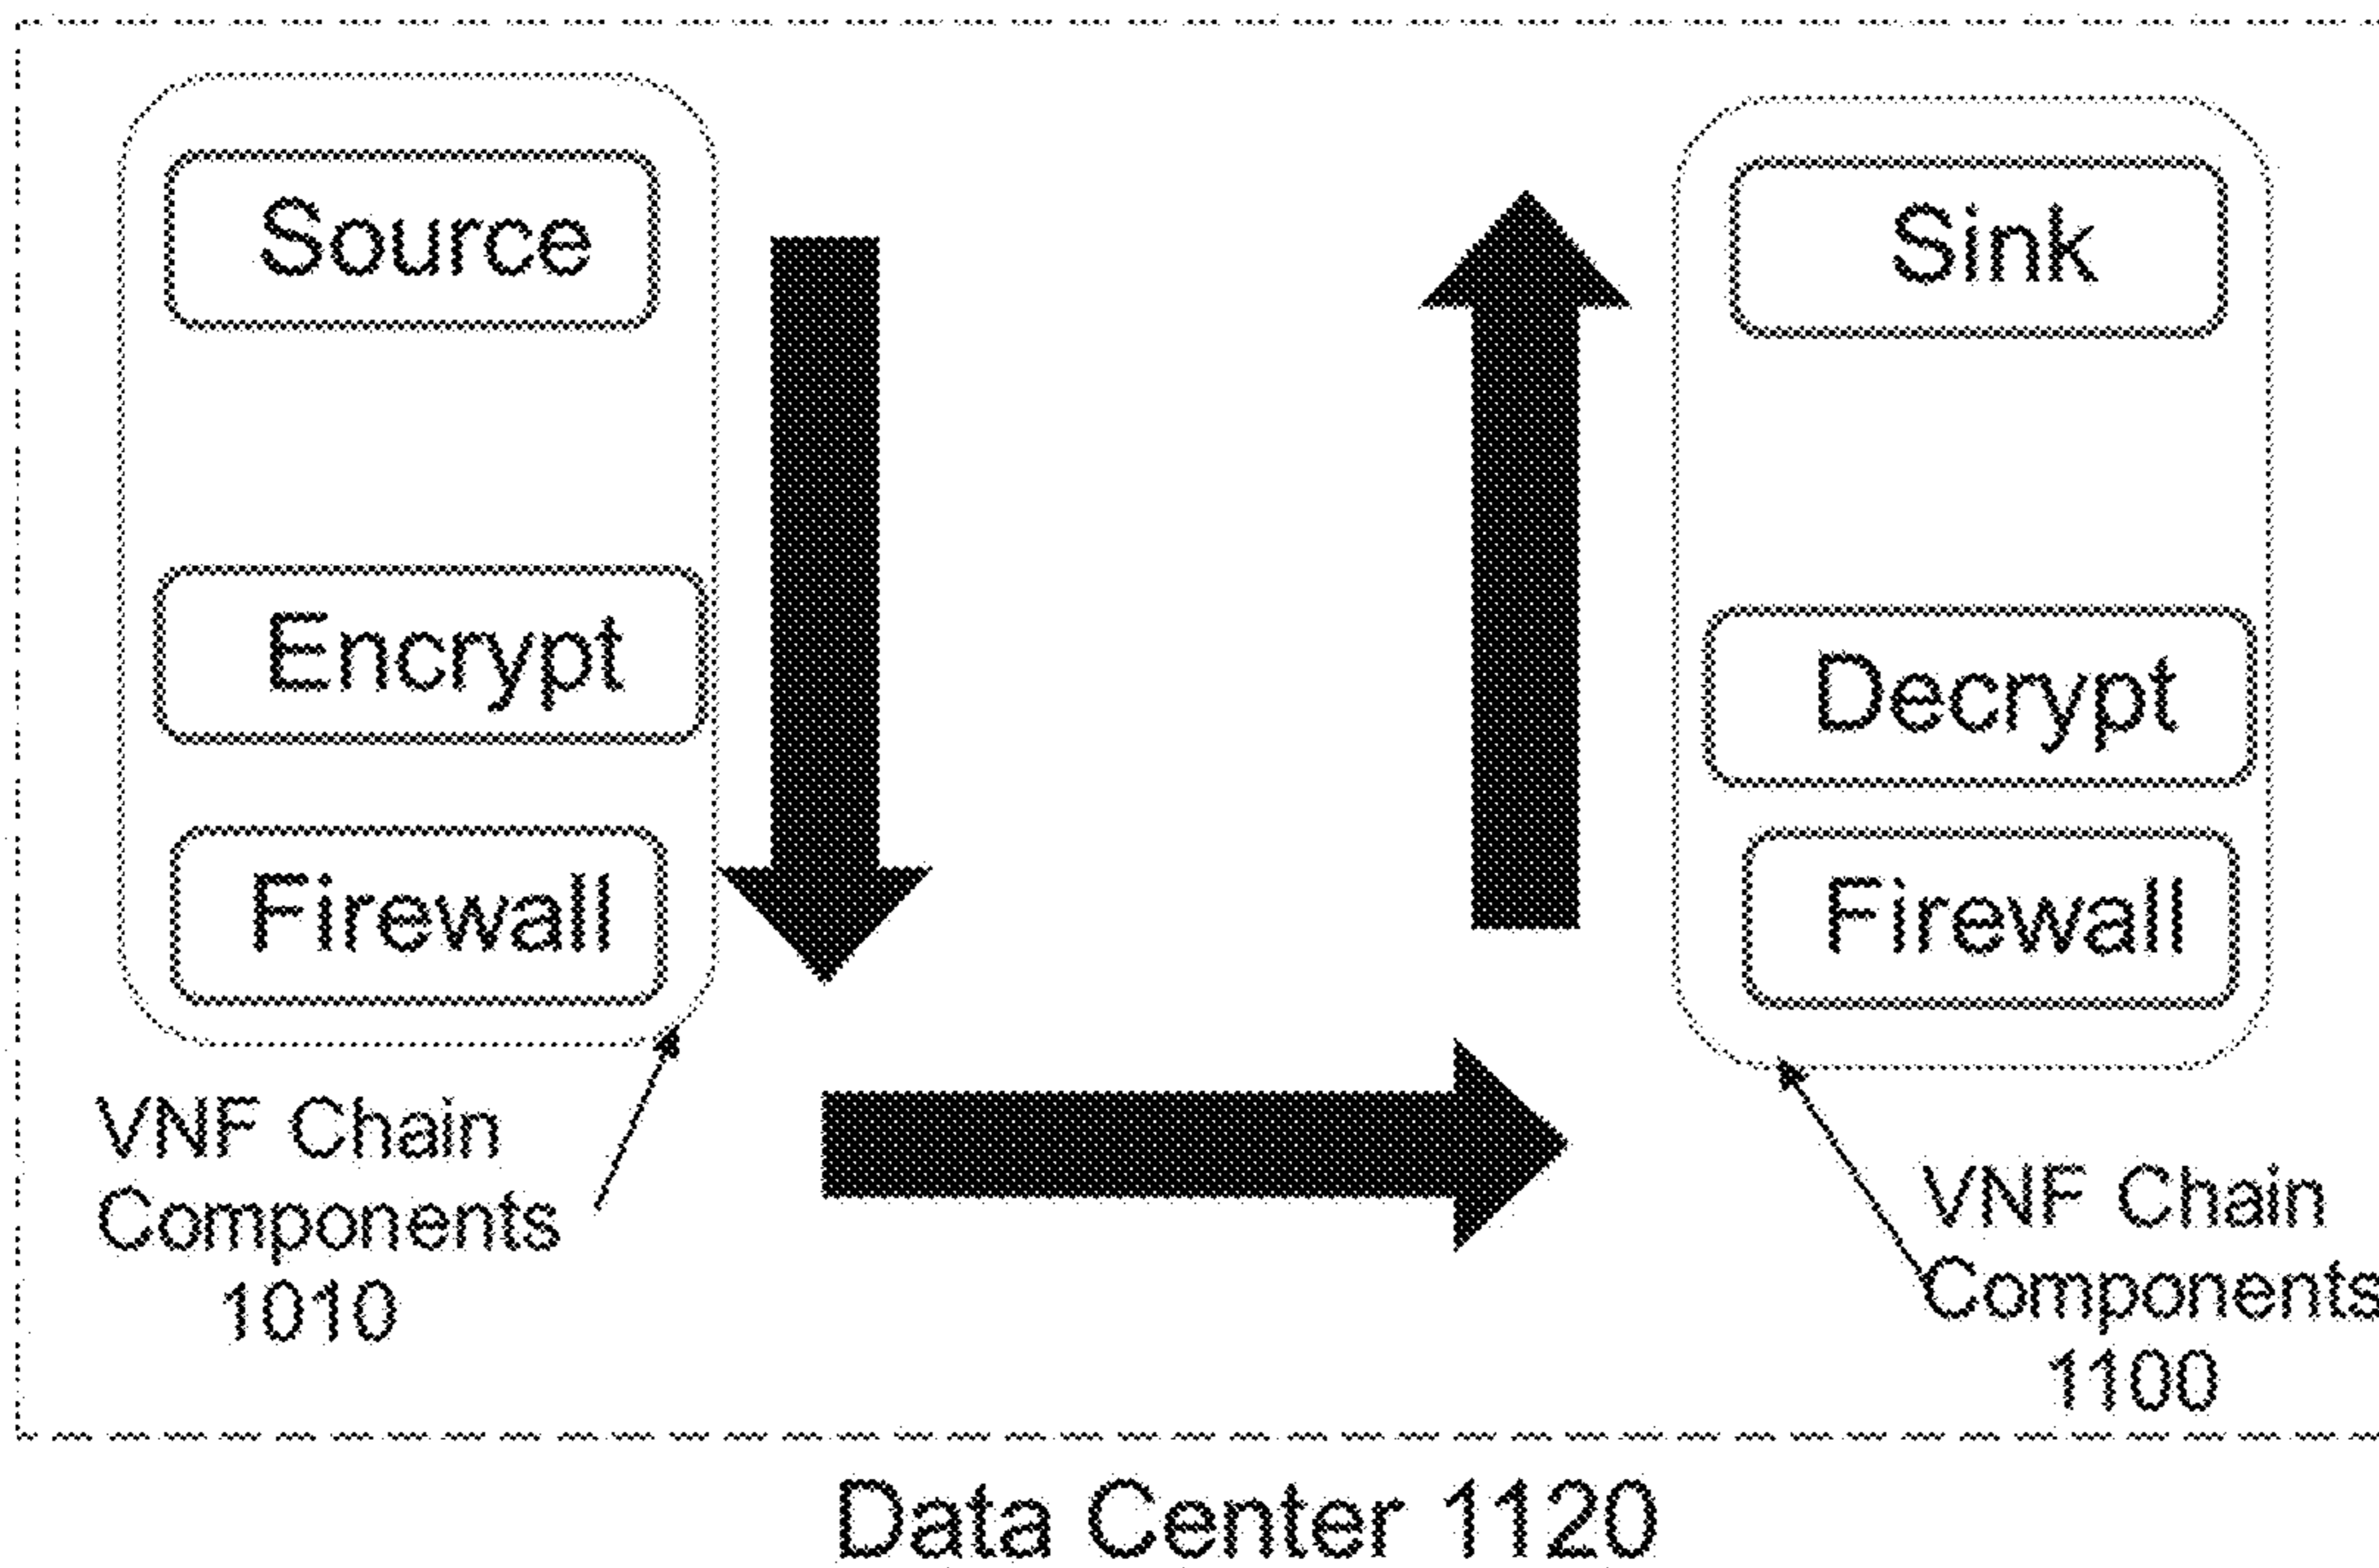 Source
Encrypt
Firewall
VNF Chain
Components
1010
Sink
Decrypt
Firewall
VNF Chain
Components
1100
Data Center 1120